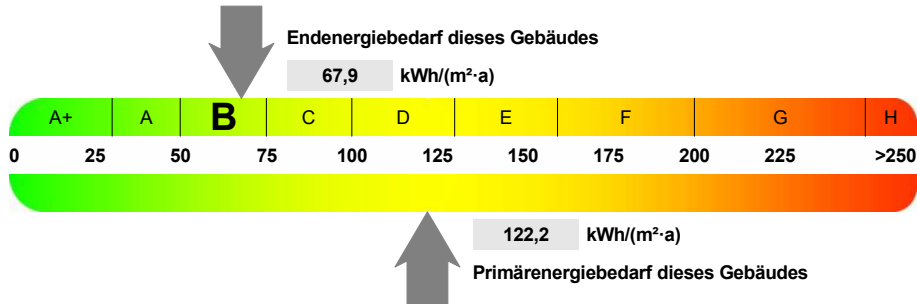 Endenergiebedarf dieses Gebäudes
67,9 kWh/(m²·a)
A+ A B C D E F G H
0 25 50 75 100 125 150 175 200 225 >250
122,2 kWh/(m²·a)
Primärenergiebedarf dieses Gebäudes